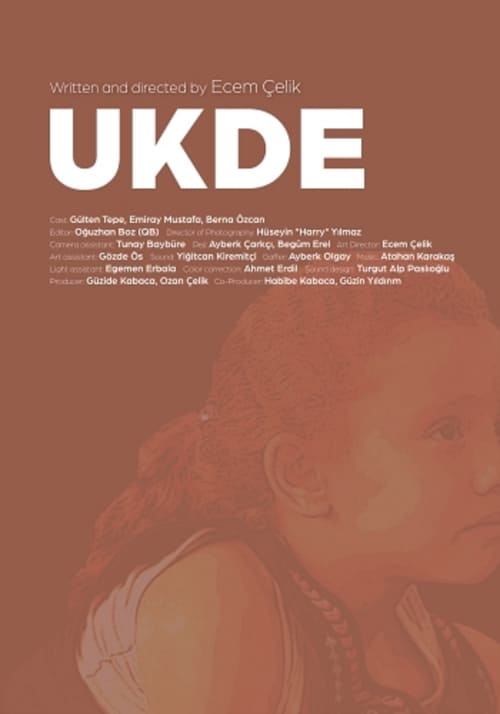 Written and directed by Ecem Çelik
UKDE
Cast: Gülten Tepe, Emiray Mustafa, Berna Özcan
Editor: Oğuzhan Boz (QB) Director of Photography: Hüseyin "Harry" Yılmaz
Camera assistant: Tunay Baybüre Reji: Ayberk Çarkçı, Begüm Erel Art Director: Ecem Çelik
Art assistant: Gözde Ös Sound: Yiğitcan Kiremitçi Gaffer: Ayberk Olgay Music: Atahan Karakaş
Light assistant: Egemen Erbala Color correction: Ahmet Erdil Sound design: Turgut Alp Paslıoğlu
Producer: Güzide Kabaca, Ozan Çelik Co-Producer: Habibe Kabaca, Güzin Yıldırım